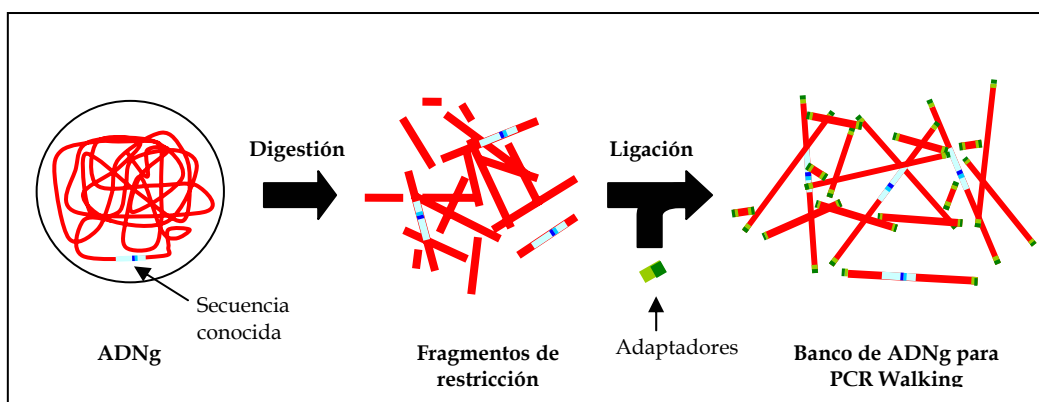 Digestión
Ligación
Secuencia
conocida
ADNg
Fragmentos de
restricción
Adaptadores
Banco de ADNg para
PCR Walking